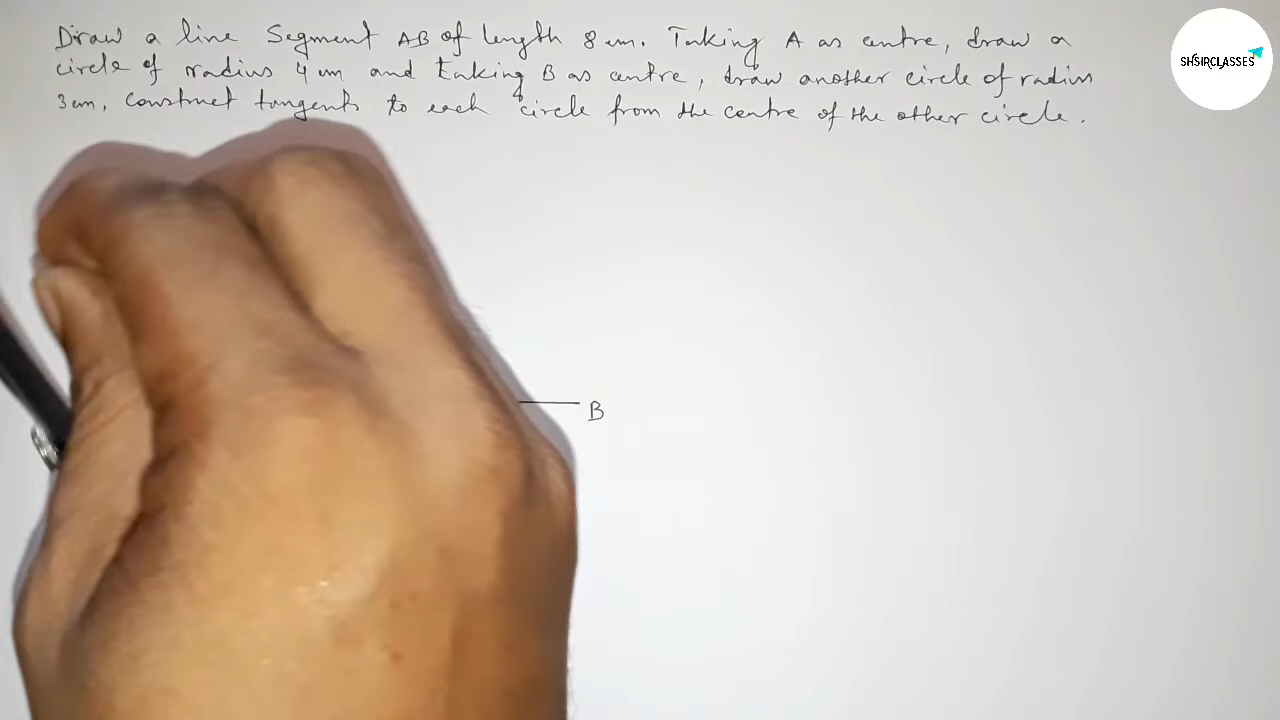 Draw a line Segment AB of length 8 cm. Taking A as centre, draw a
circle of radius 4 cm and taking B as centre, draw another circle of radius
3 cm, Construct tangents to each circle from the centre of the other circle.
SHSIRCLASSES
B